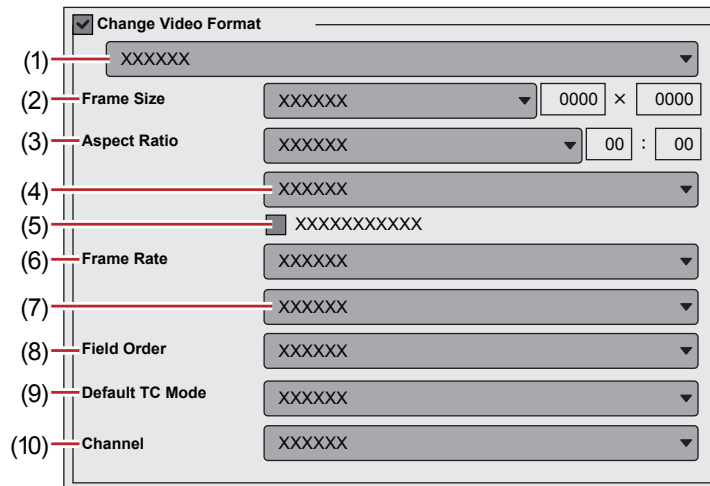 Change Video Format
(1) XXXXXX
(2) Frame Size XXXXXX 0000 × 0000
(3) Aspect Ratio XXXXXX 00 : 00
(4) XXXXXX
(5) XXXXXXXXXXX
(6) Frame Rate XXXXXX
(7) XXXXXX
(8) Field Order XXXXXX
(9) Default TC Mode XXXXXX
(10) Channel XXXXXX